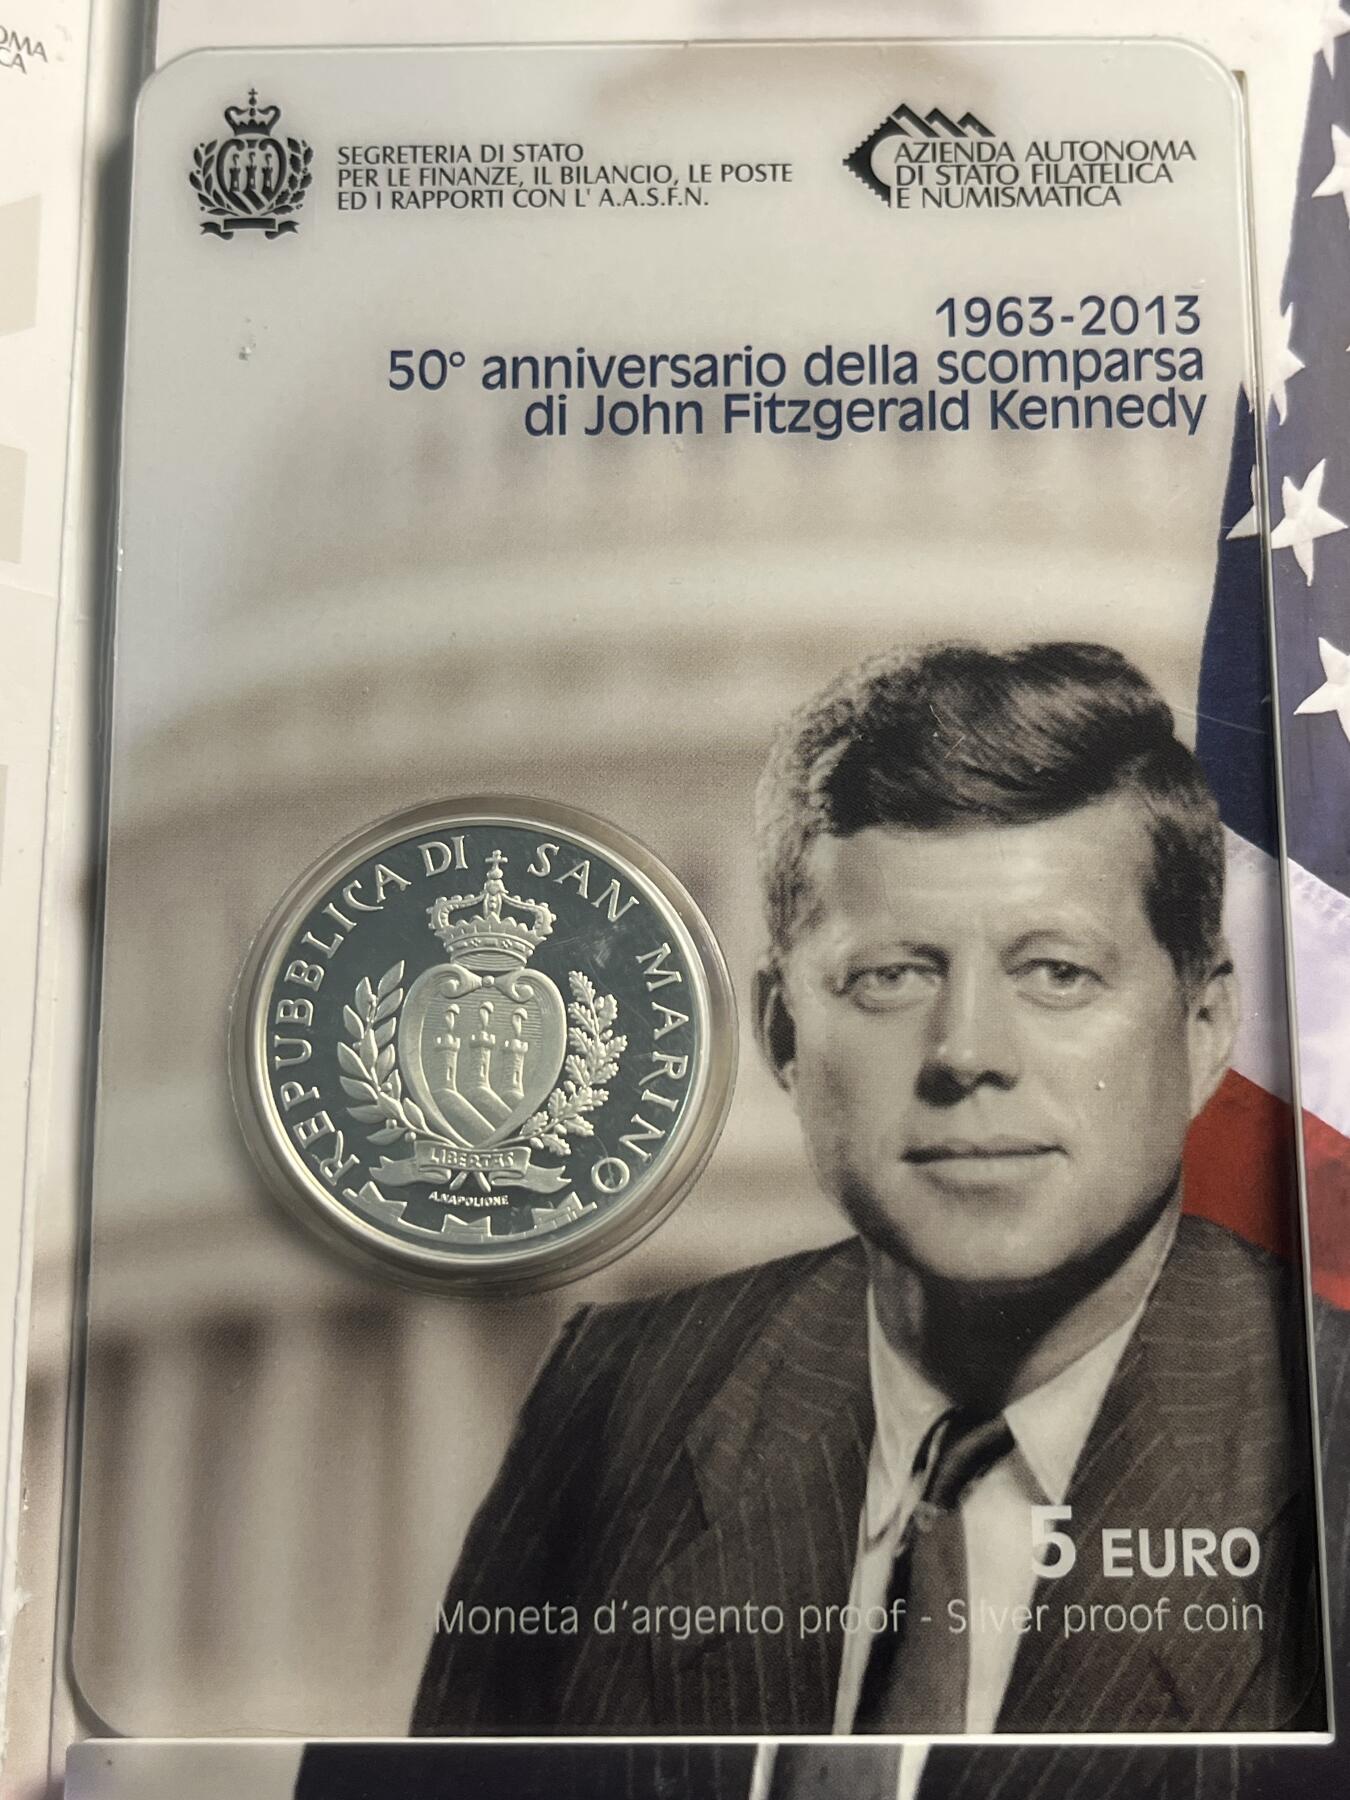 OMA
CA
SEGRETERIA DI STATO
PER LE FINANZE, IL BILANCIO, LE POSTE
ED I RAPPORTI CON L' A.A.S.F.N.
AZIENDA AUTONOMA
DI STATO FILATELICA
E NUMISMATICA
1963-2013
50° anniversario della scomparsa
di John Fitzgerald Kennedy
REPUBBLICA DI SAN MARINO
LIBERTAS
A.NAPOLIONE
5 EURO
Moneta d'argento proof - Silver proof coin